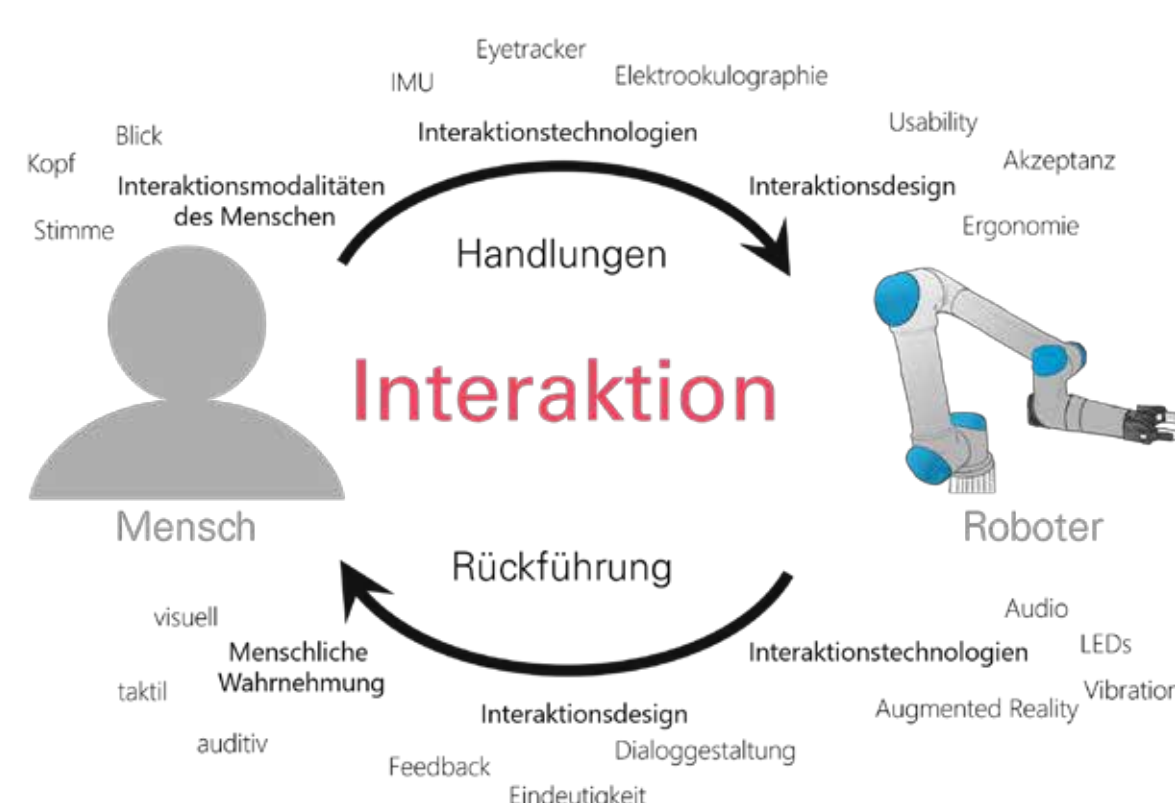 Eyetracker
IMU
Elektrookulographie
Interaktionstechnologien
Blick
Kopf
Interaktionsmodalitäten
des Menschen
Stimme
Usability
Akzeptanz
Interaktionsdesign
Ergonomie
Handlungen
Interaktion
Mensch
Roboter
Rückführung
visuell
Menschliche
Wahrnehmung
taktil
auditiv
Audio
Interaktionstechnologien
LEDs
Vibration
Augmented Reality
Interaktionsdesign
Dialoggestaltung
Feedback
Eindeutigkeit